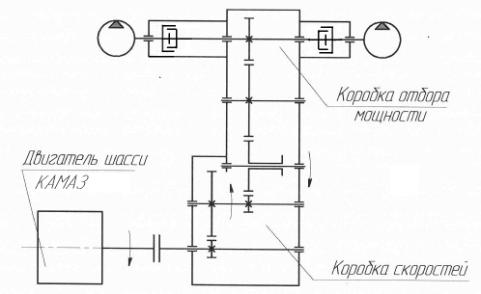 Коробка отбора
мощности
Двигатель шасси
КАМАЗ
Коробка скоростей